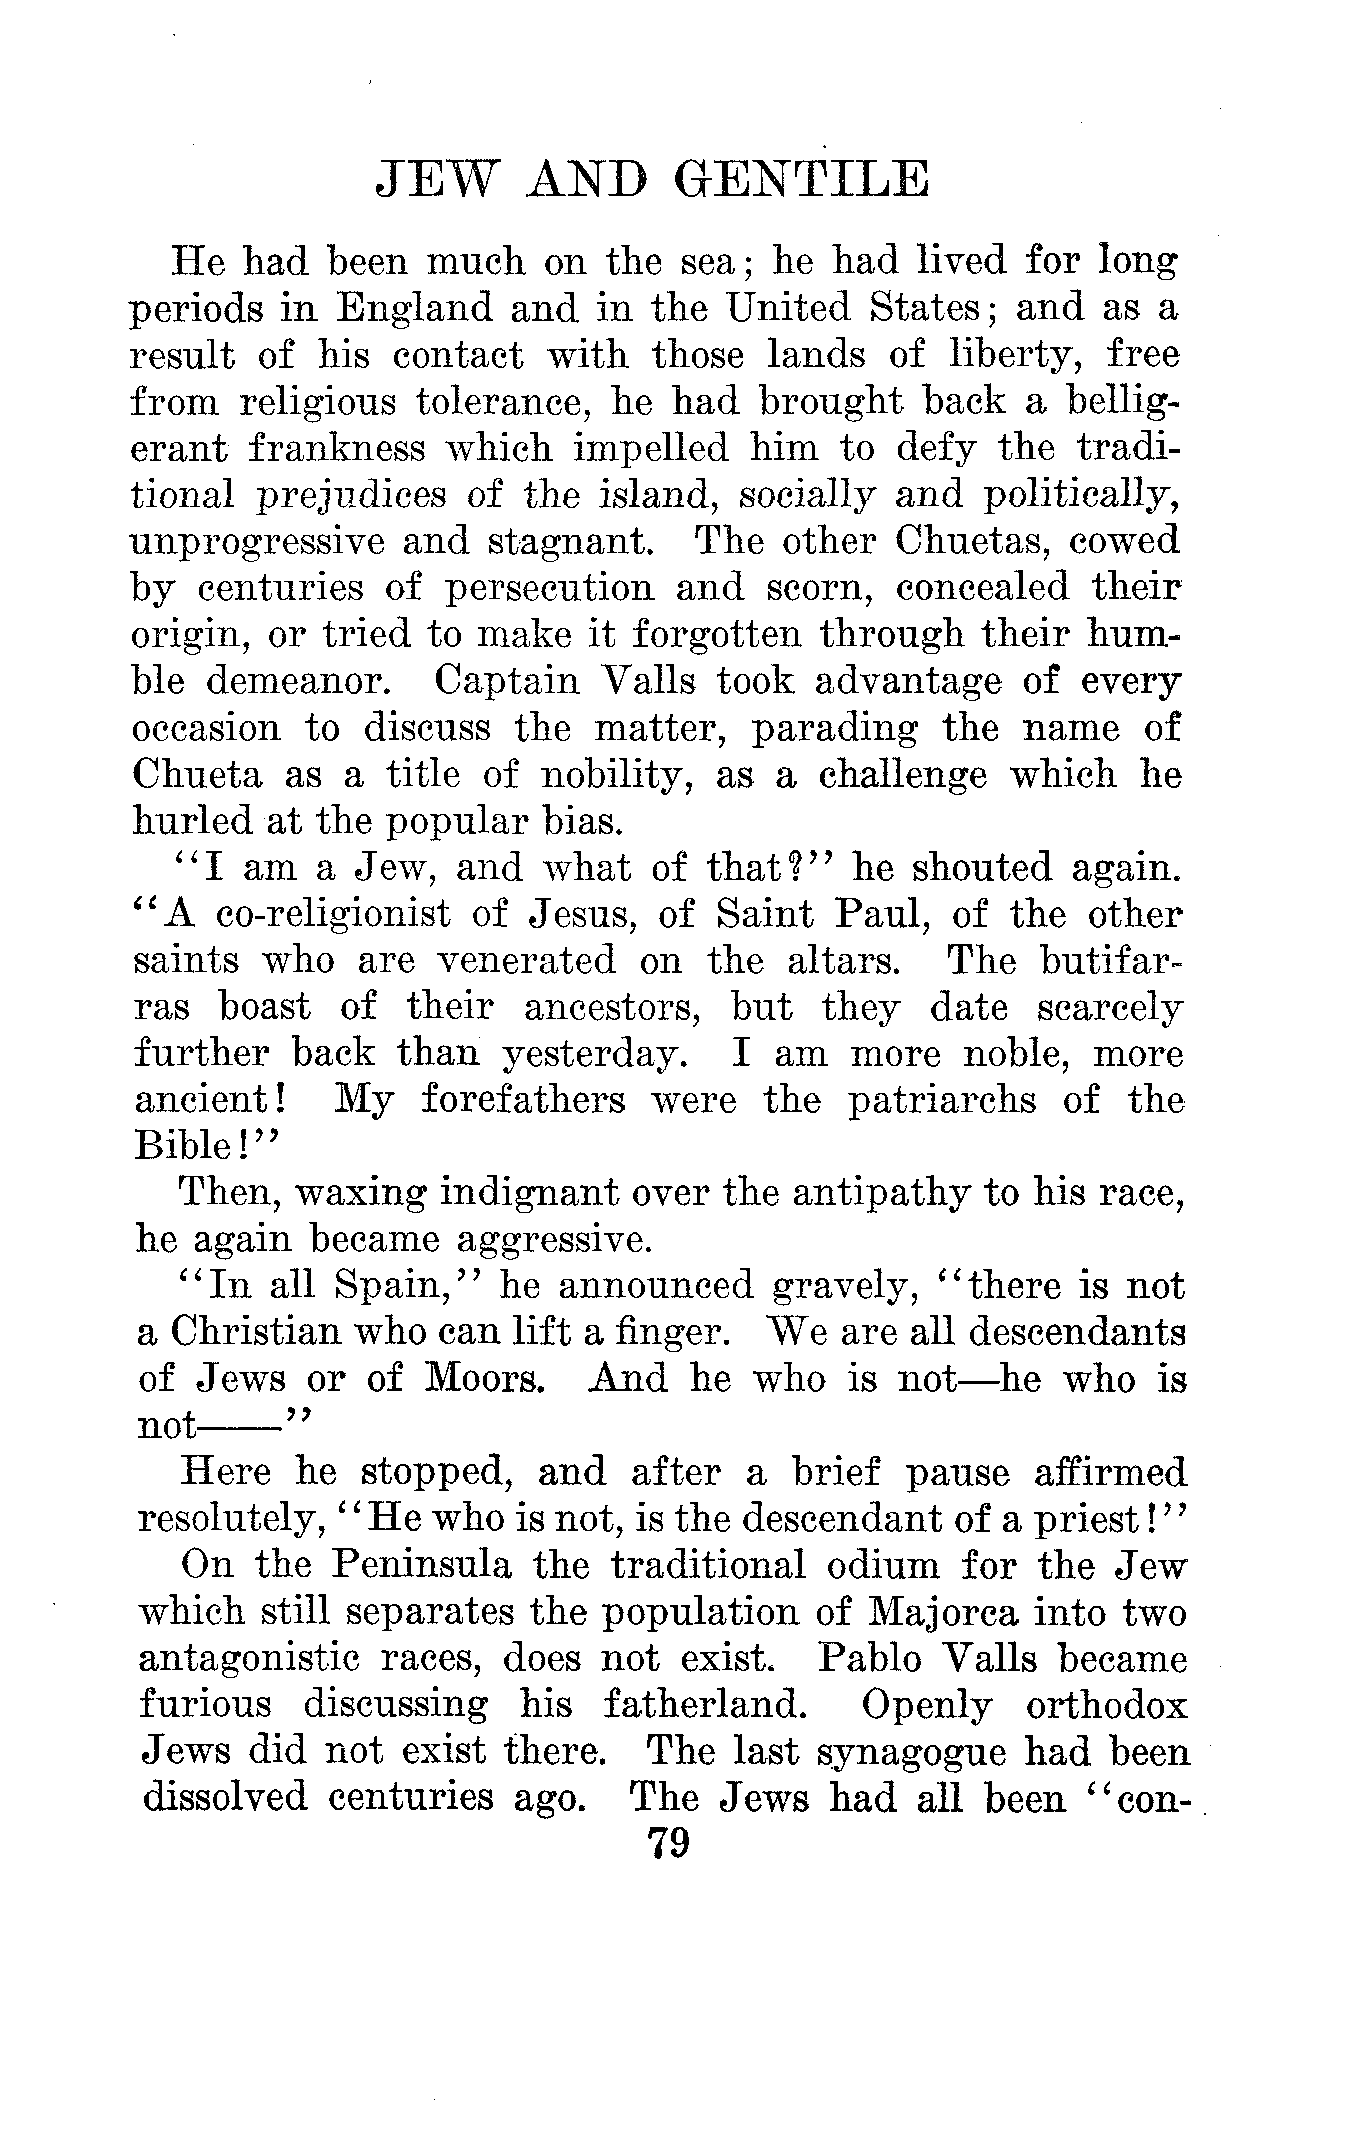 JEW AND GENTILE
He had been much on the sea; he had lived for long
periods in England and in the United States; and as a
result of his contact with those lands of liberty, free
from religious tolerance, he had brought back a bellig-
erant frankness which impelled him to defy the tradi-
tional prejudices of the island, socially and politically,
unprogressive and stagnant. The other Chuetas, cowed
by centuries of persecution and scorn, concealed their
origin, or tried to make it forgotten through their hum-
ble demeanor. Captain Valls took advantage of every
occasion to discuss the matter, parading the name of
Chueta as a title of nobility, as a challenge which he
hurled at the popular bias.
"I am a Jew, and what of that?" he shouted again.
"A co-religionist of Jesus, of Saint Paul, of the other
saints who are venerated on the altars. The butifar-
ras boast of their ancestors, but they date scarcely
further back than yesterday. I am more noble, more
ancient! My forefathers were the patriarchs of the
Bible!"
Then, waxing indignant over the antipathy to his race,
he again became aggressive.
"In all Spain," he announced gravely, "there is not
a Christian who can lift a finger. We are all descendants
of Jews or of Moors. And he who is not—he who is
not——"
Here he stopped, and after a brief pause affirmed
resolutely, "He who is not, is the descendant of a priest!"
On the Peninsula the traditional odium for the Jew
which still separates the population of Majorca into two
antagonistic races, does not exist. Pablo Valls became
furious discussing his fatherland. Openly orthodox
Jews did not exist there. The last synagogue had been
dissolved centuries ago. The Jews had all been "con-
79